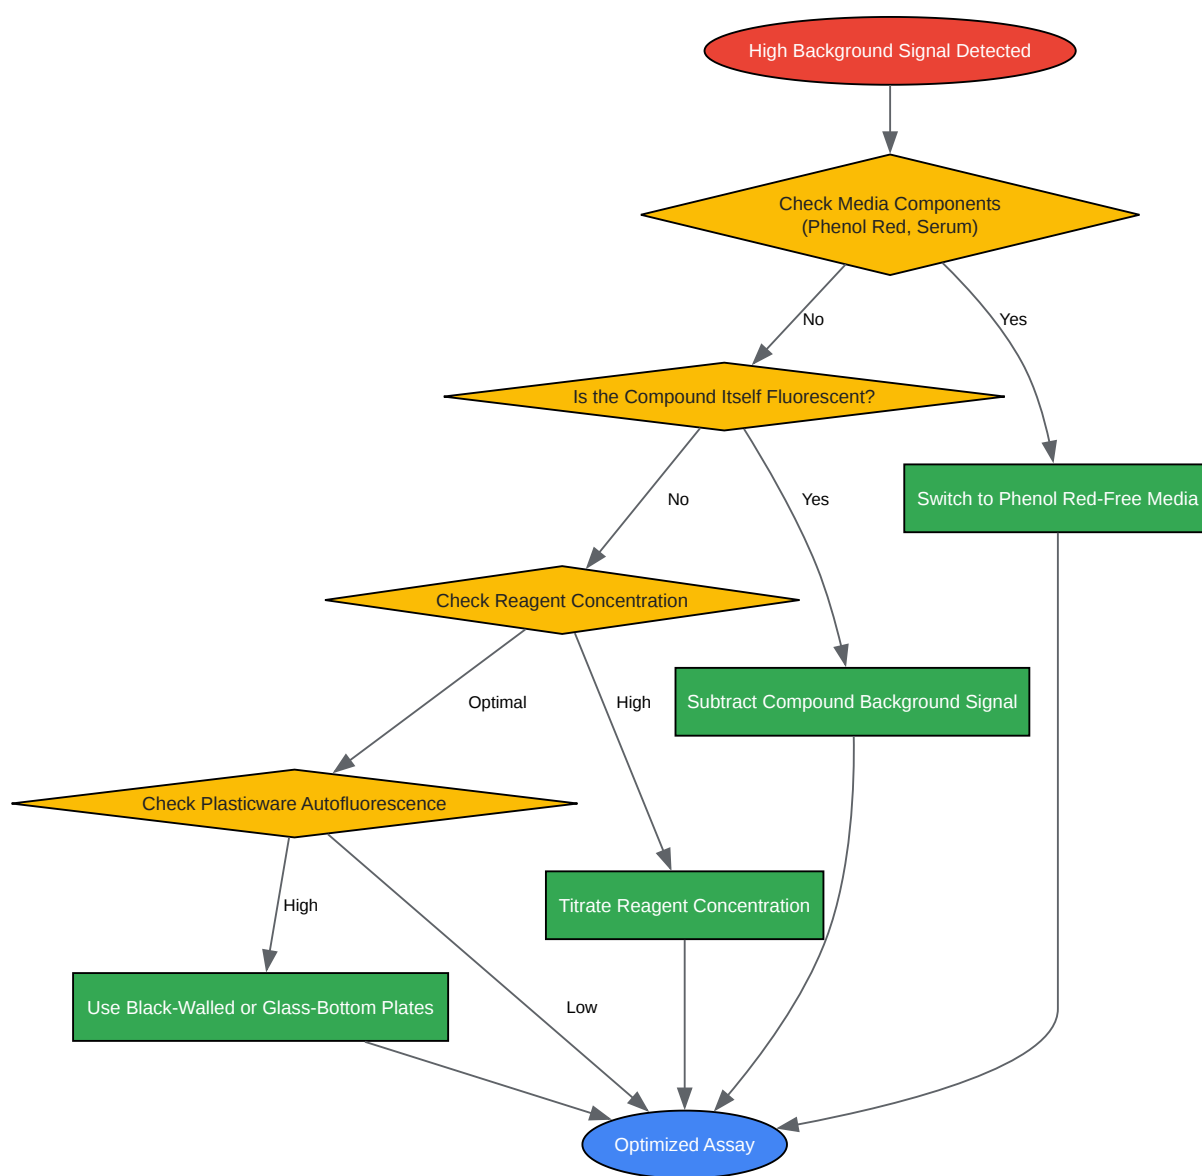 High Background Signal Detected
Check Media Components
(Phenol Red, Serum)
No
Yes
Is the Compound Itself Fluorescent?
Switch to Phenol Red-Free Media
No
Yes
Check Reagent Concentration
Optimal
High
Subtract Compound Background Signal
Check Plasticware Autofluorescence
High
Titrate Reagent Concentration
Use Black-Walled or Glass-Bottom Plates
Low
Optimized Assay